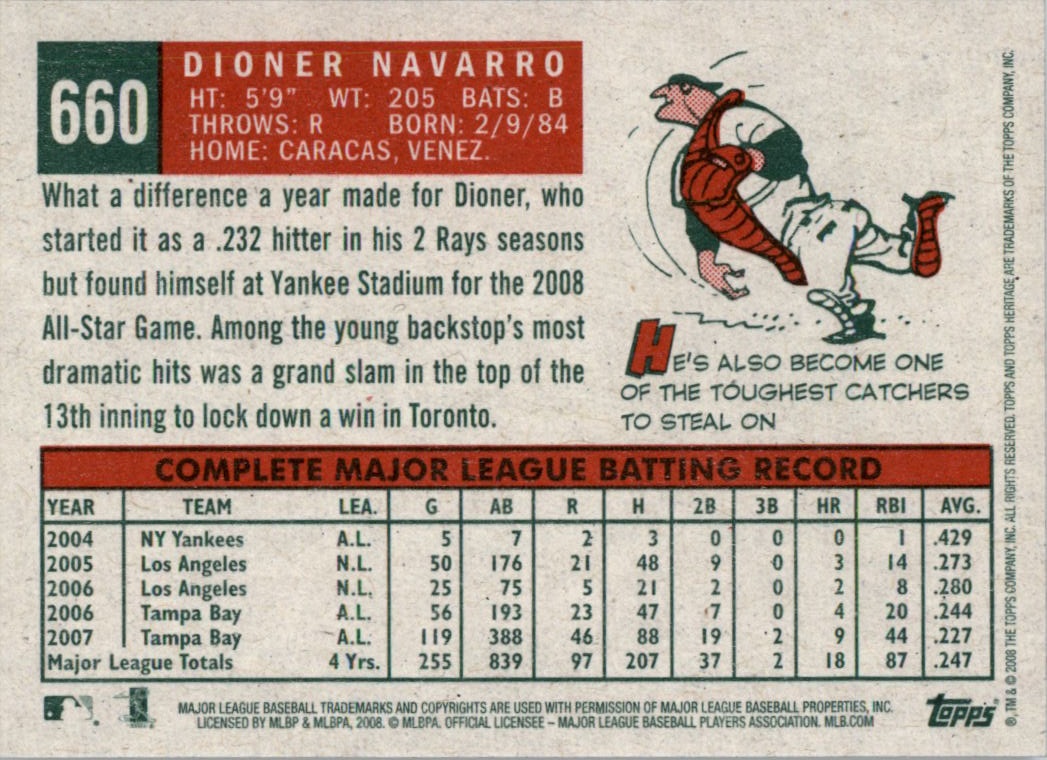 660
DIONER NAVARRO
HT: 5'9" WT: 205 BATS: B
THROWS: R BORN: 2/9/84
HOME: CARACAS, VENEZ.
What a difference a year made for Dioner, who
started it as a .232 hitter in his 2 Rays seasons
but found himself at Yankee Stadium for the 2008
All-Star Game. Among the young backstop's most
dramatic hits was a grand slam in the top of the
13th inning to lock down a win in Toronto.
HE'S ALSO BECOME ONE
OF THE TOUGHEST CATCHERS
TO STEAL ON
COMPLETE MAJOR LEAGUE BATTING RECORD
YEAR TEAM LEA. G AB R H 2B 3B HR RBI AVG.
2004 NY Yankees A.L. 5 7 2 3 0 0 0 1 .429
2005 Los Angeles N.L. 50 176 21 48 9 0 3 14 .273
2006 Los Angeles N.L. 25 75 5 21 2 0 2 8 .280
2006 Tampa Bay A.L. 56 193 23 47 7 0 4 20 .244
2007 Tampa Bay A.L. 119 388 46 88 19 2 9 44 .227
Major League Totals 4 Yrs. 255 839 97 207 37 2 18 87 .247
MAJOR LEAGUE BASEBALL TRADEMARKS AND COPYRIGHTS ARE USED WITH PERMISSION OF MAJOR LEAGUE BASEBALL PROPERTIES, INC.
LICENSED BY MLBP & MLBPA, 2008. © MLBPA. OFFICIAL LICENSEE – MAJOR LEAGUE BASEBALL PLAYERS ASSOCIATION. MLB.COM
Topps
®, TM & © 2008 THE TOPPS COMPANY, INC. ALL RIGHTS RESERVED. TOPPS AND TOPPS HERITAGE ARE TRADEMARKS OF THE TOPPS COMPANY, INC.